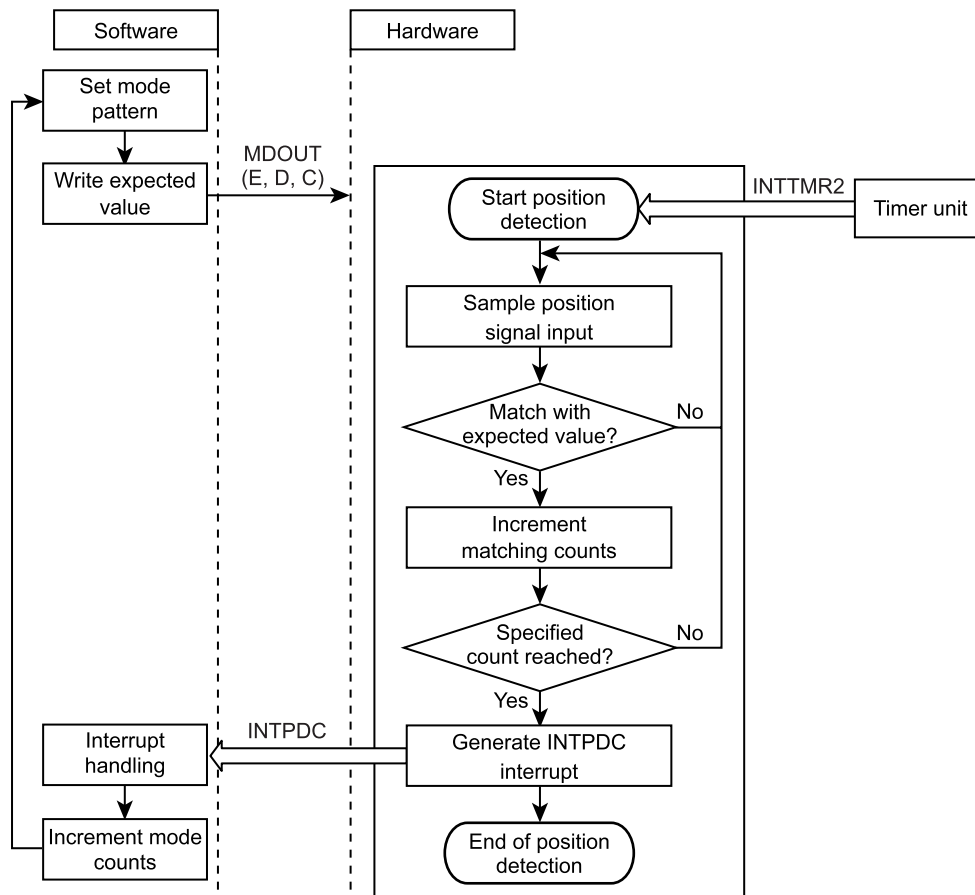 Software
Hardware
Set mode
pattern
Write expected
value
MDOUT
(E, D, C)
Start position
detection
INTTMR2
Timer unit
Sample position
signal input
Match with
expected value?
No
Yes
Increment
matching counts
Specified
count reached?
No
Yes
Generate INTPDC
interrupt
INTPDC
Interrupt
handling
Increment mode
counts
End of position
detection